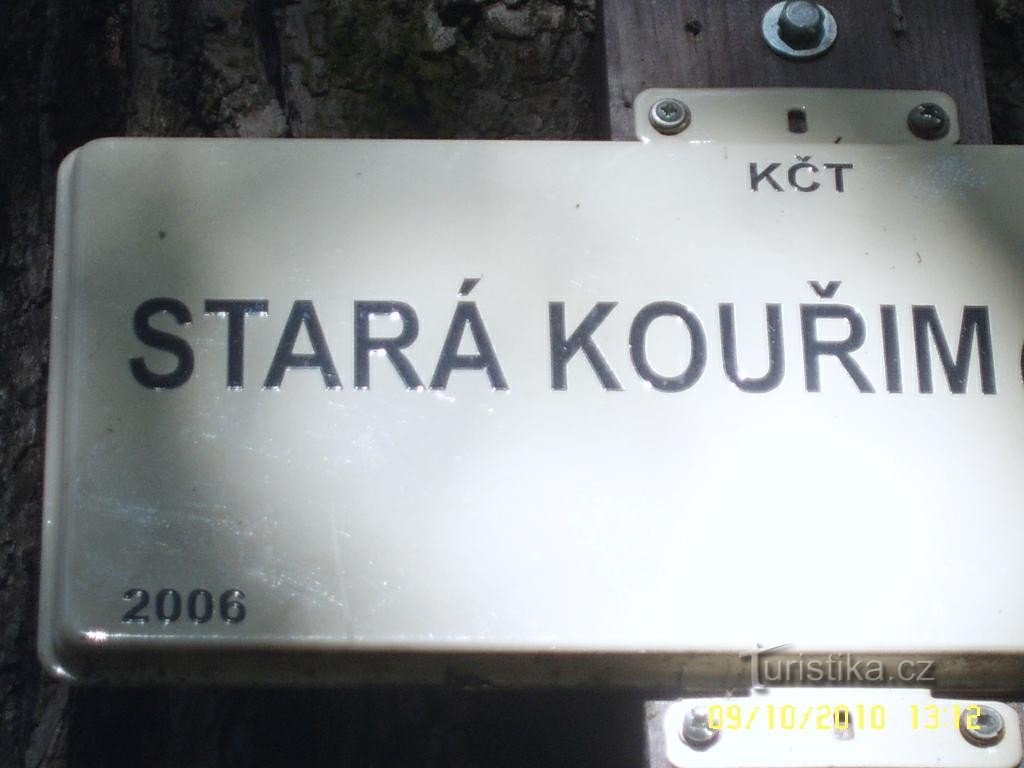 KČT
STARÁ KOUŘIM
2006
Turistika.cz
09/10/2010 13:12